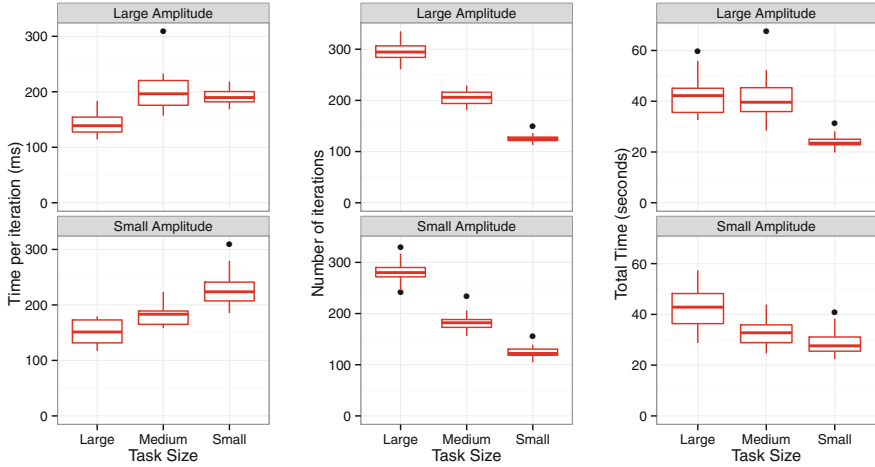 Large Amplitude
Time per iteration (ms)
300
200
100
0
Small Amplitude
300
200
100
0
Large
Medium
Small
Task Size
Large Amplitude
Number of iterations
300
200
100
0
Small Amplitude
300
200
100
0
Large
Medium
Small
Task Size
Large Amplitude
Total Time (seconds)
60
40
20
0
Small Amplitude
60
40
20
0
Large
Medium
Small
Task Size